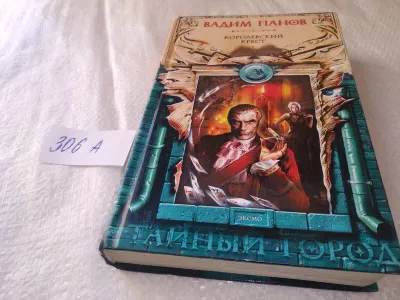 ВАДИМ ПАНОВ
КОРОЛЕВСКИЙ
КРЕСТ
306 А
ЭКСМО
ТАЙНЫЙ ГОРОД